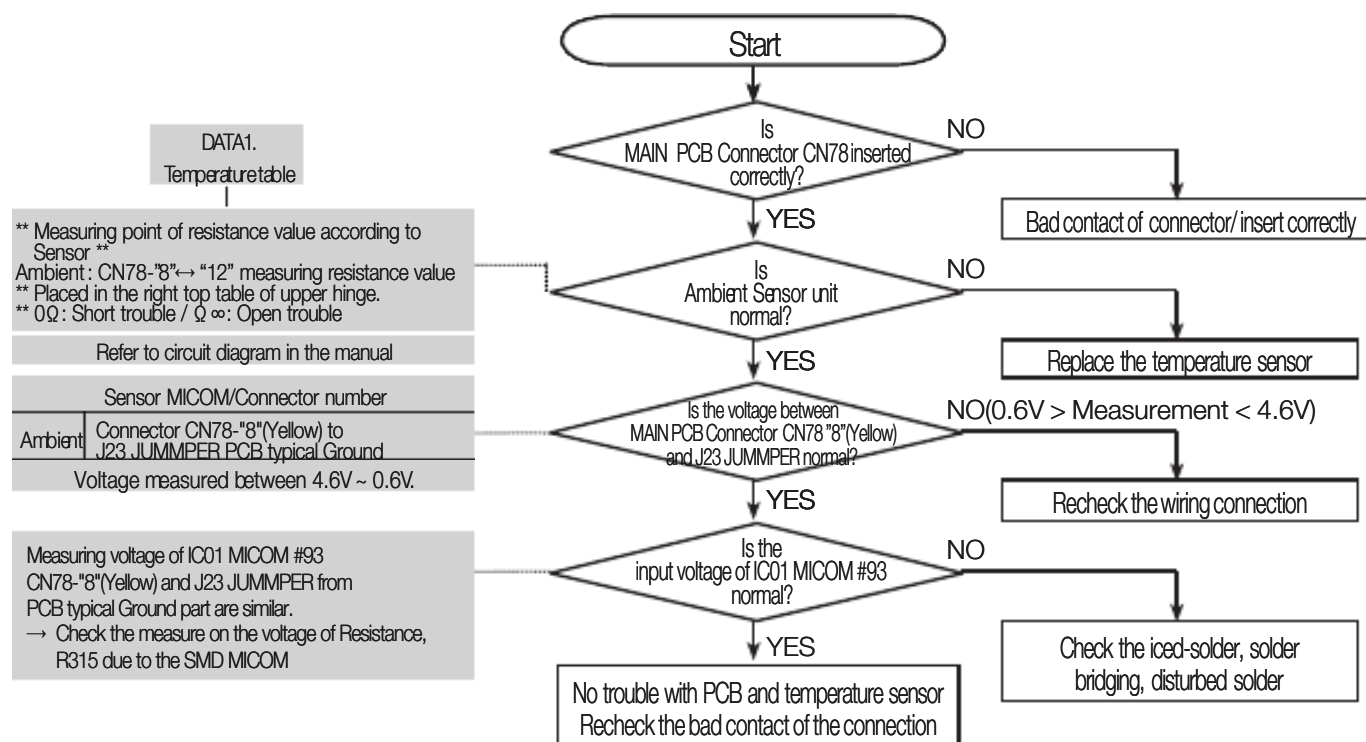 Start
Is
MAIN PCB Connector CN78 inserted
correctly?
NO
Bad contact of connector/ insert correctly
YES
DATA1.
Temperature table
** Measuring point of resistance value according to
Sensor **
Ambient : CN78-"8"↔ "12" measuring resistance value
** Placed in the right top table of upper hinge.
** 0Ω : Short trouble / Ω ∞: Open trouble
Refer to circuit diagram in the manual
Is
Ambient Sensor unit
normal?
NO
Replace the temperature sensor
YES
Sensor MICOM/Connector number
Ambient
Connector CN78-"8"(Yellow) to
J23 JUMMPER PCB typical Ground
Voltage measured between 4.6V ~ 0.6V.
Is the voltage between
MAIN PCB Connector CN78 "8"(Yellow)
and J23 JUMMPER normal?
NO(0.6V > Measurement < 4.6V)
Recheck the wiring connection
YES
Measuring voltage of IC01 MICOM #93
CN78-"8"(Yellow) and J23 JUMMPER from
PCB typical Ground part are similar.
→ Check the measure on the voltage of Resistance,
R315 due to the SMD MICOM
Is the
input voltage of IC01 MICOM #93
normal?
NO
Check the iced-solder, solder
bridging, disturbed solder
YES
No trouble with PCB and temperature sensor
Recheck the bad contact of the connection